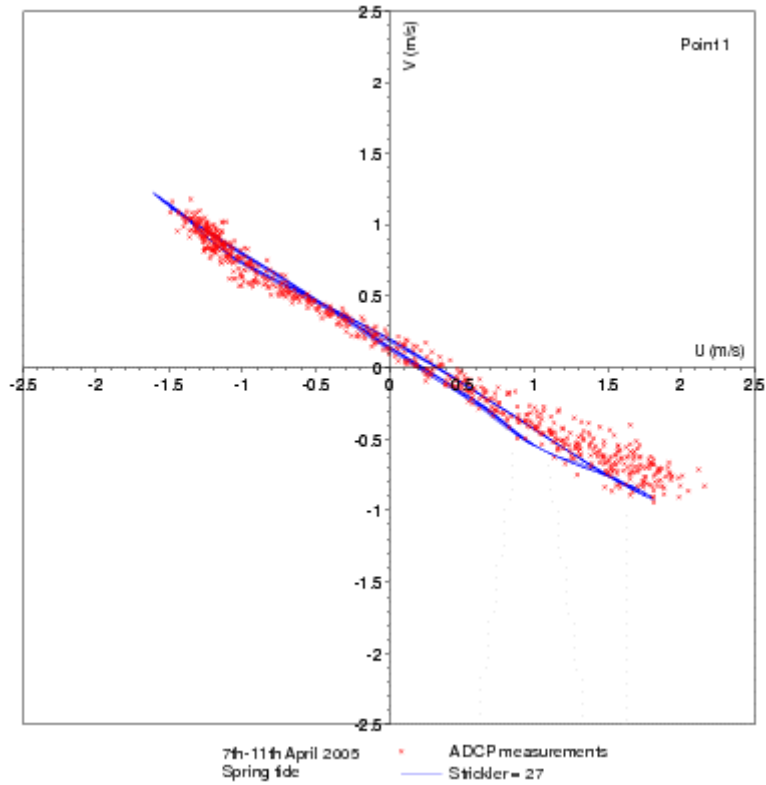 2.5
V (m/s)
Point 1
2
1.5
1
0.5
U (m/s)
0
-2.5 -2 -1.5 -1 -0.5 0 0.5 1 1.5 2 2.5
-0.5
-1
-1.5
-2
-2.5
7th-11th April 2005 ADCP measurements
Spring tide Strickler = 27